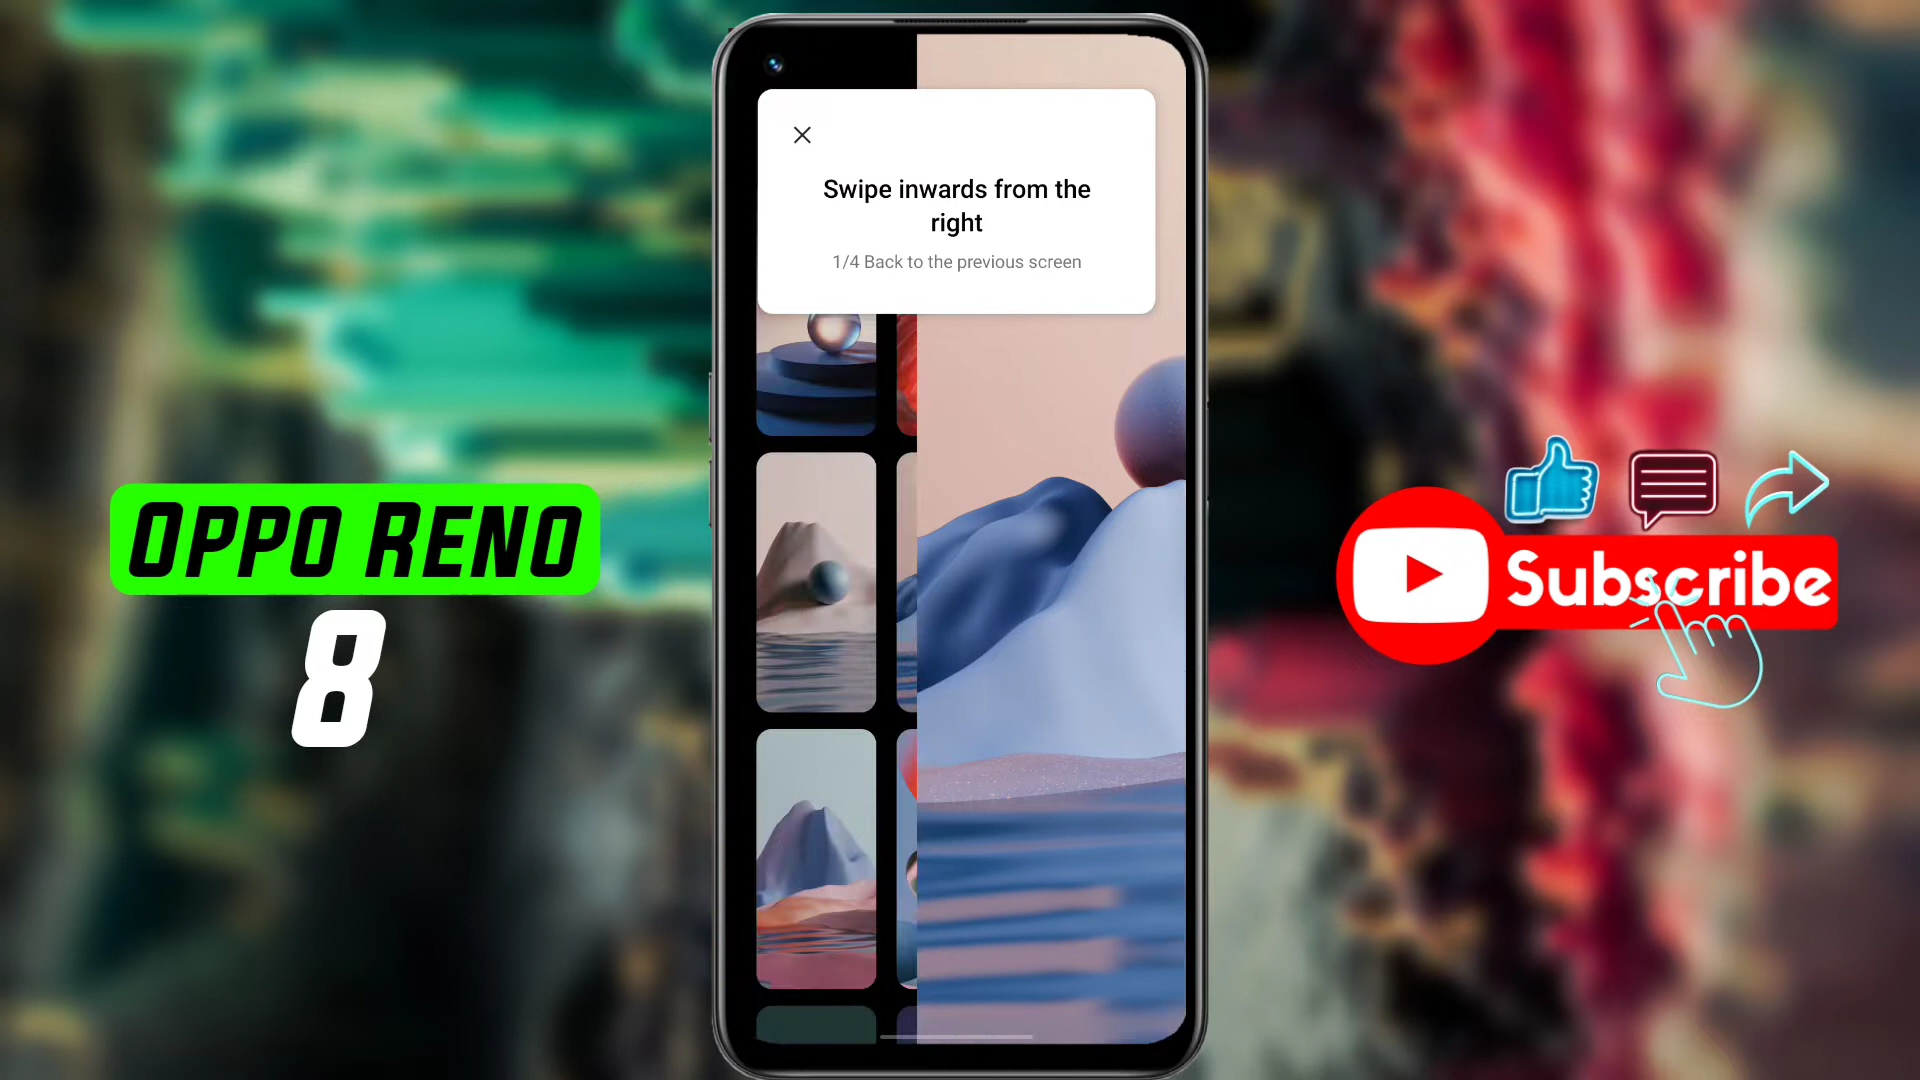 Swipe inwards from the
right
1/4 Back to the previous screen
OPPO RENO
8
Subscribe